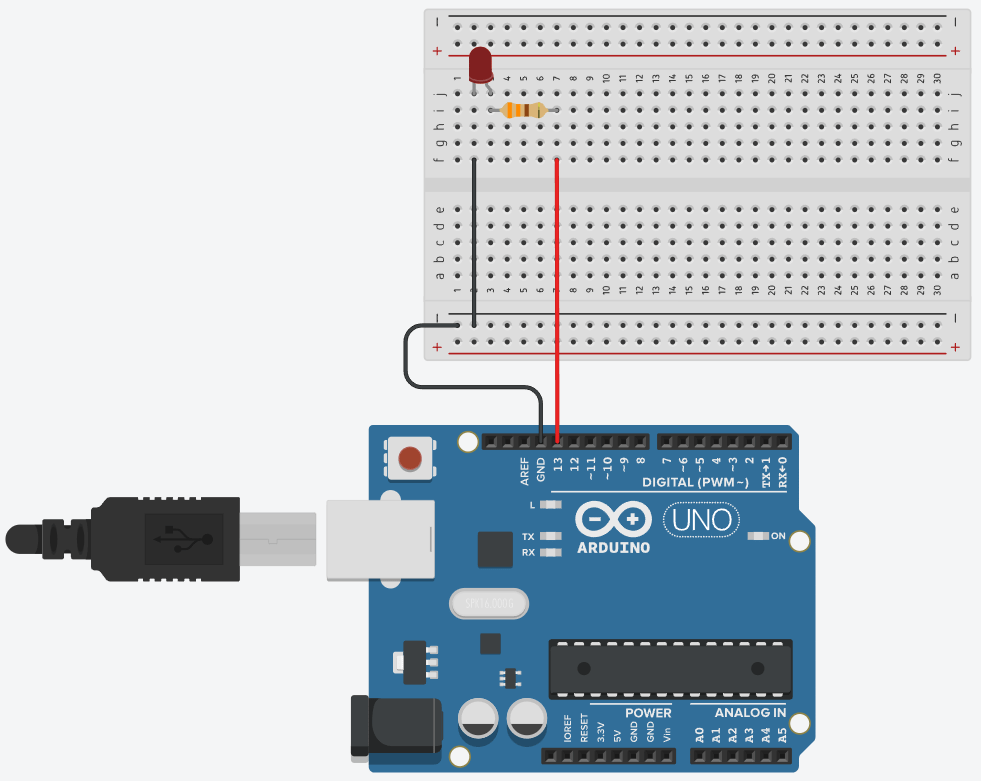 − −
+ +
1 2 3 4 5 6 7 8 9 10 11 12 13 14 15 16 17 18 19 20 21 22 23 24 25 26 27 28 29 30
j j
i i
h h
g g
f f
e e
d d
c c
b b
a a
1 2 3 4 5 6 7 8 9 10 11 12 13 14 15 16 17 18 19 20 21 22 23 24 25 26 27 28 29 30
− −
+ +
AREF GND 13 12 ~11 ~10 ~9 8 7 ~6 ~5 4 ~3 2 TX→1 RX←0
DIGITAL (PWM~)
L
UNO
TX
RX
ARDUINO
ON
SPK16.000G
POWER ANALOG IN
IOREF RESET 3.3V 5V GND GND Vin A0 A1 A2 A3 A4 A5